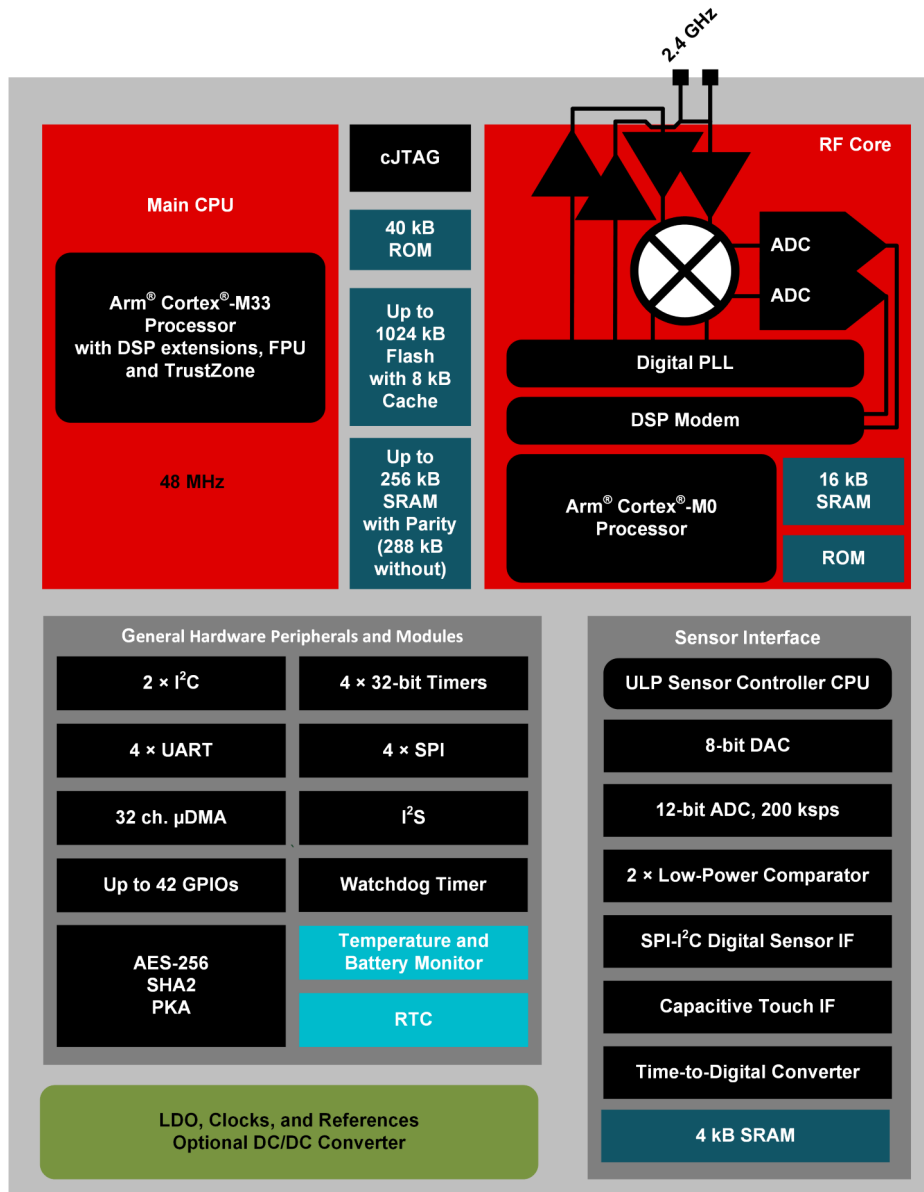 2.4 GHz
Main CPU
Arm® Cortex®-M33
Processor
with DSP extensions, FPU
and TrustZone
48 MHz
cJTAG
40 kB
ROM
Up to
1024 kB
Flash
with 8 kB
Cache
Up to
256 kB
SRAM
with Parity
(288 kB
without)
RF Core
ADC
ADC
Digital PLL
DSP Modem
Arm® Cortex®-M0
Processor
16 kB
SRAM
ROM
General Hardware Peripherals and Modules
2 × I²C
4 × 32-bit Timers
4 × UART
4 × SPI
32 ch. µDMA
I²S
Up to 42 GPIOs
Watchdog Timer
AES-256
SHA2
PKA
Temperature and
Battery Monitor
RTC
Sensor Interface
ULP Sensor Controller CPU
8-bit DAC
12-bit ADC, 200 ksps
2 × Low-Power Comparator
SPI-I²C Digital Sensor IF
Capacitive Touch IF
Time-to-Digital Converter
4 kB SRAM
LDO, Clocks, and References
Optional DC/DC Converter